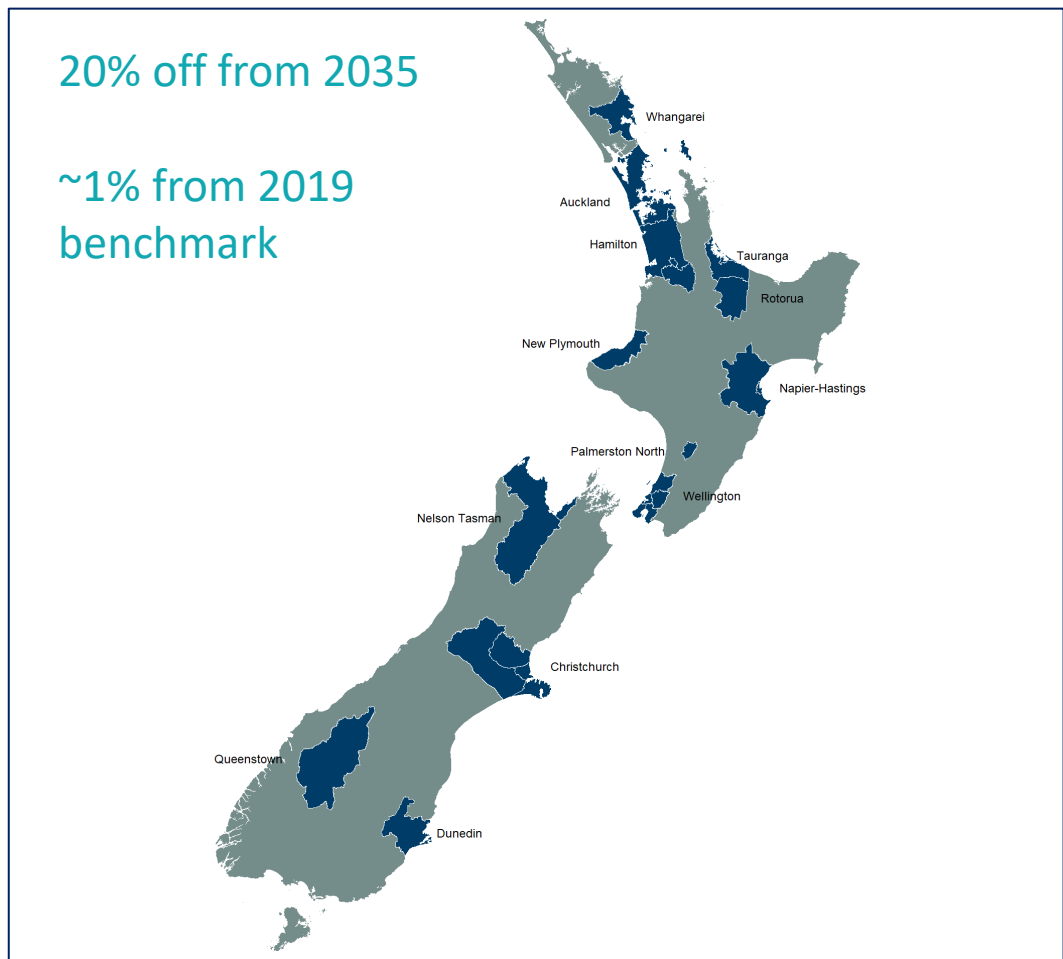 20% off from 2035
~1% from 2019
benchmark
Whangarei
Auckland
Hamilton
Tauranga
Rotorua
New Plymouth
Napier-Hastings
Palmerston North
Wellington
Nelson Tasman
Christchurch
Queenstown
Dunedin